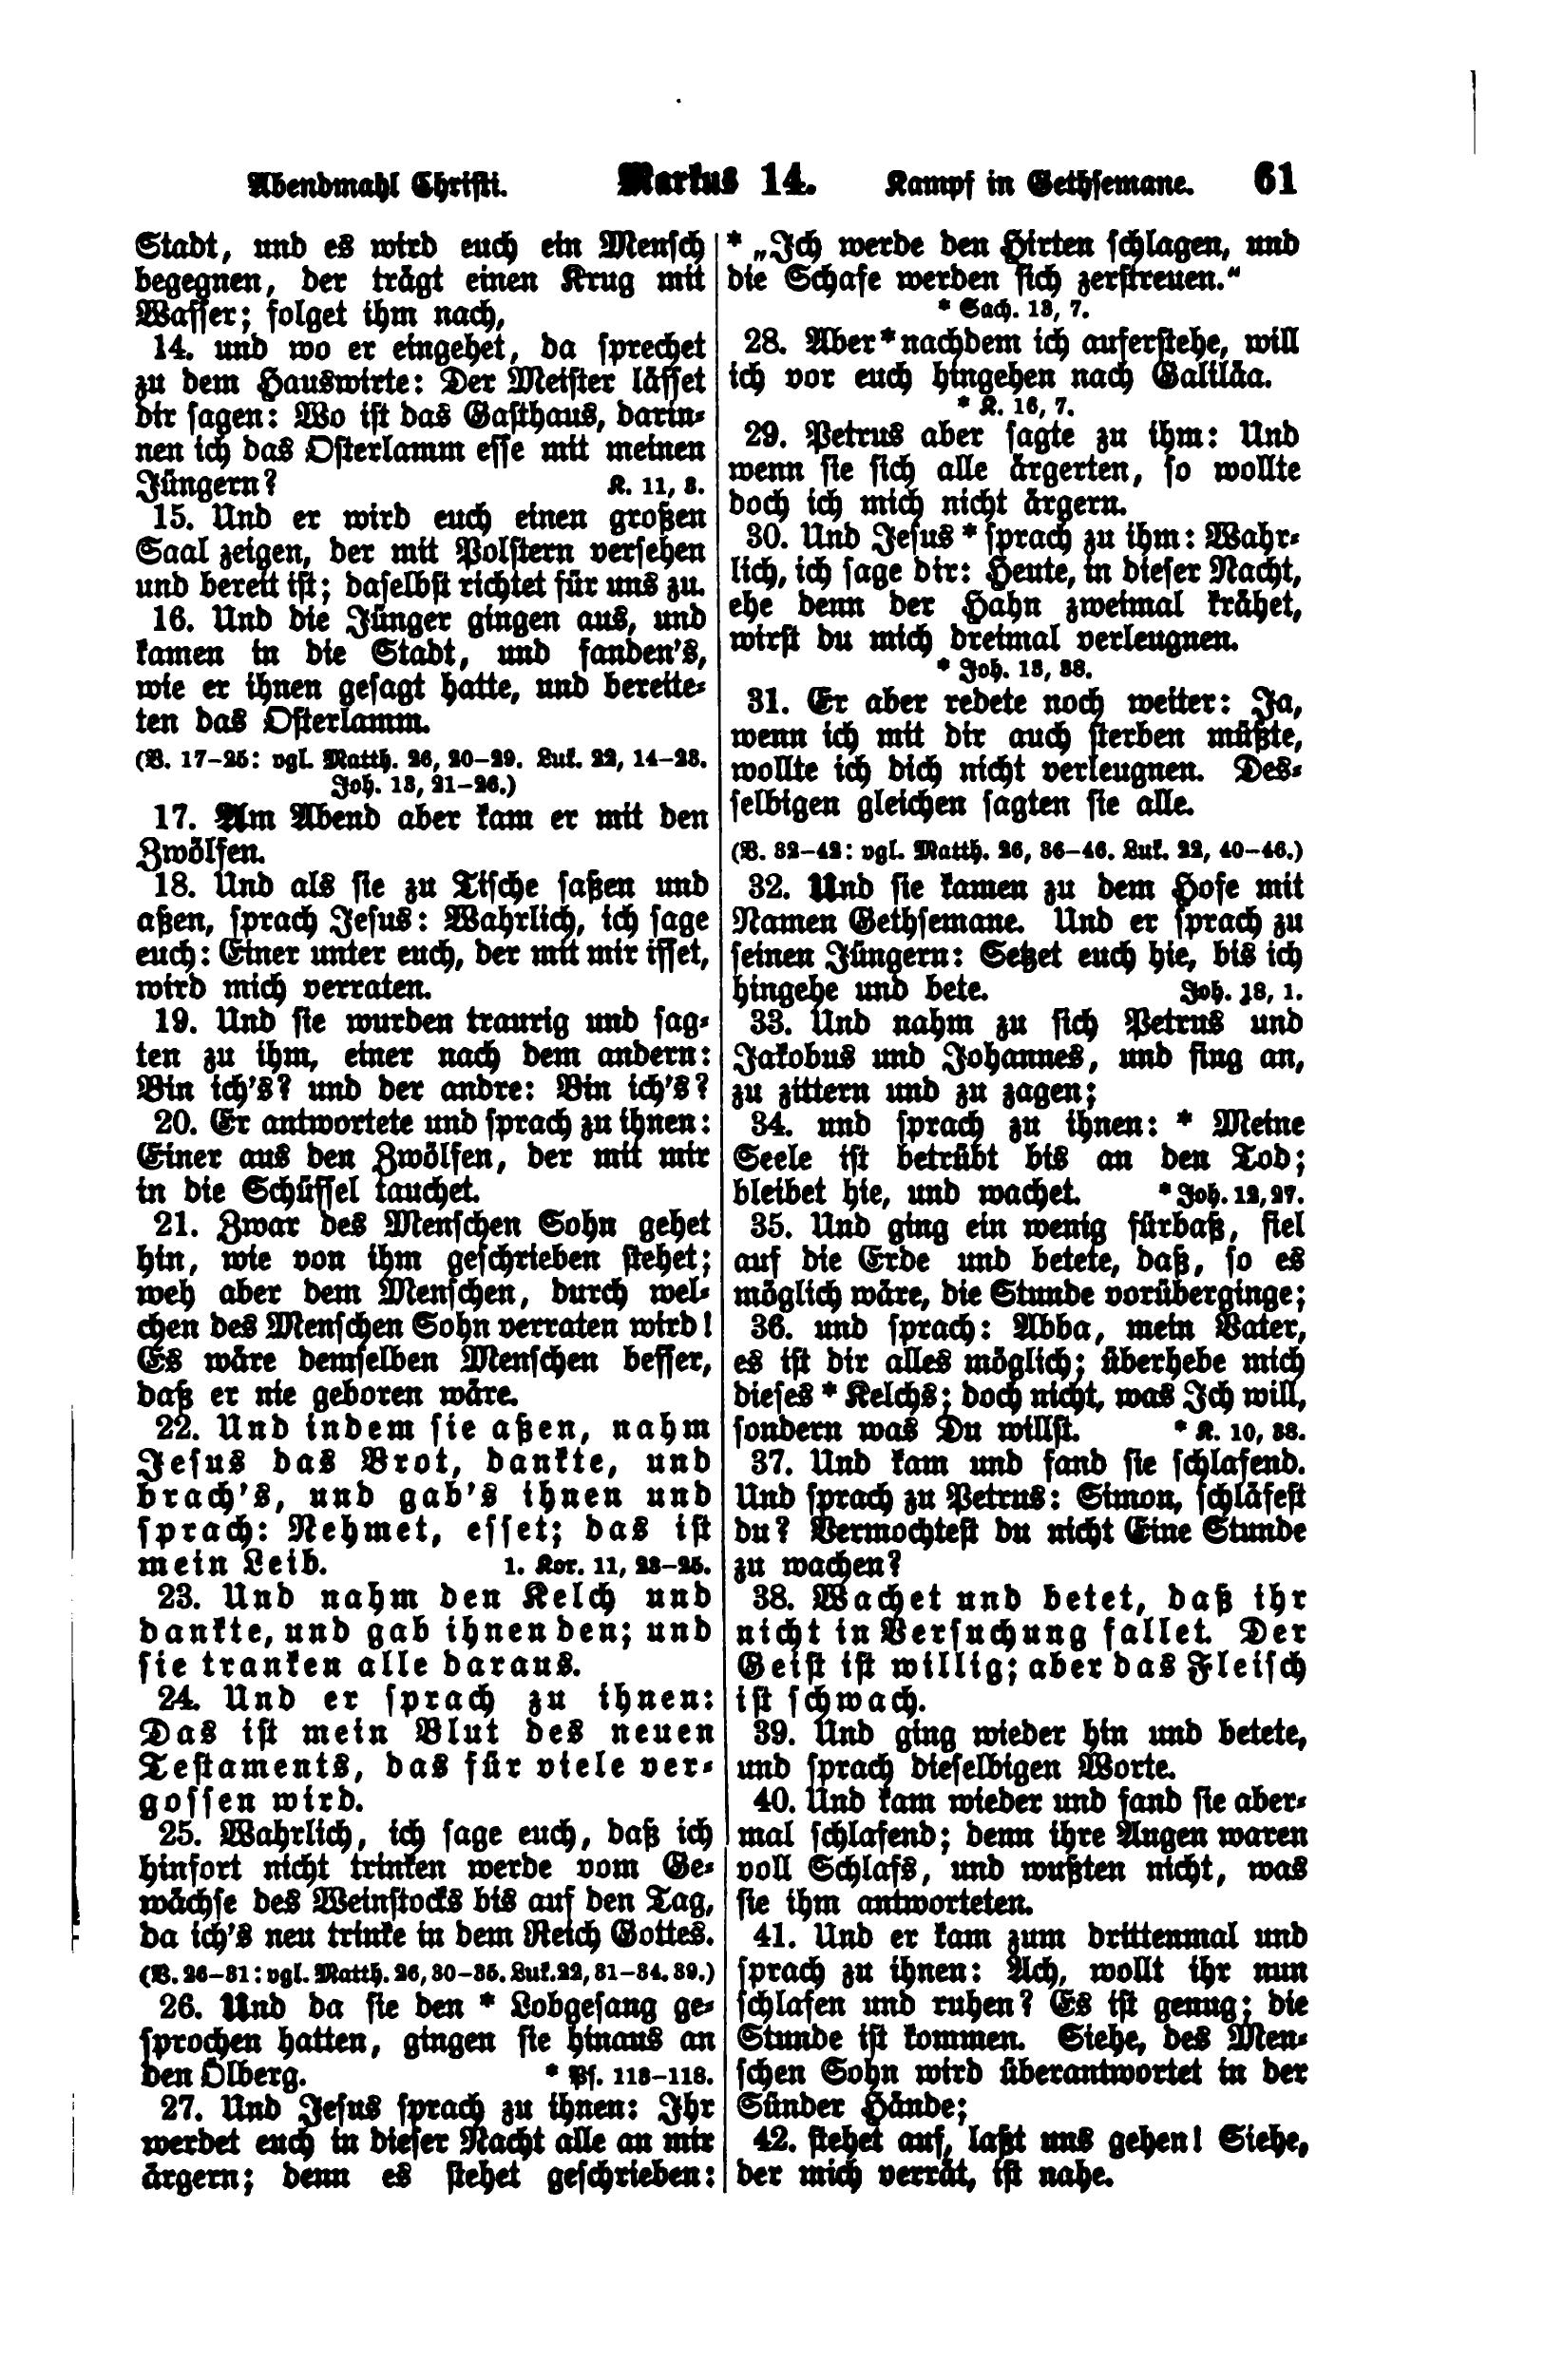 Abendmahl Christi. Markus 14. Kampf in Gethsemane. 61
Stadt, und es wird euch ein Mensch
begegnen, der trägt einen Krug mit
Wasser; folget ihm nach,
14. und wo er eingehet, da sprechet
zu dem Hauswirte: Der Meister lässet
dir sagen: Wo ist das Gasthaus, darin-
nen ich das Osterlamm esse mit meinen
Jüngern? K. 11, 3.
15. Und er wird euch einen großen
Saal zeigen, der mit Polstern versehen
und bereit ist; daselbst richtet für uns zu.
16. Und die Jünger gingen aus, und
kamen in die Stadt, und fanden's,
wie er ihnen gesagt hatte, und bereite-
ten das Osterlamm.
(V. 17–25: vgl. Matth. 26, 20–29. Luk. 22, 14–23.
Joh. 13, 21–26.)
17. Am Abend aber kam er mit den
Zwölfen.
18. Und als sie zu Tische saßen und
aßen, sprach Jesus: Wahrlich, ich sage
euch: Einer unter euch, der mit mir isset,
wird mich verraten.
19. Und sie wurden traurig und sag-
ten zu ihm, einer nach dem andern:
Bin ich's? und der andre: Bin ich's?
20. Er antwortete und sprach zu ihnen:
Einer aus den Zwölfen, der mit mir
in die Schüssel tauchet.
21. Zwar des Menschen Sohn gehet
hin, wie von ihm geschrieben stehet;
weh aber dem Menschen, durch wel-
chen des Menschen Sohn verraten wird!
Es wäre demselben Menschen besser,
daß er nie geboren wäre.
22. Und indem sie aßen, nahm
Jesus das Brot, dankte, und
brach's, und gab's ihnen und
sprach: Nehmet, esset; das ist
mein Leib. 1. Kor. 11, 23–25.
23. Und nahm den Kelch und
dankte, und gab ihnen den; und
sie tranken alle daraus.
24. Und er sprach zu ihnen:
Das ist mein Blut des neuen
Testaments, das für viele ver-
gossen wird.
25. Wahrlich, ich sage euch, daß ich
hinfort nicht trinken werde vom Ge-
wächse des Weinstocks bis auf den Tag,
da ich's neu trinke in dem Reich Gottes.
(V. 26–31: vgl. Matth. 26, 30–35. Luk. 22, 31–34. 39.)
26. Und da sie den * Lobgesang ge-
sprochen hatten, gingen sie hinaus an
den Ölberg. * Ps. 113–118.
27. Und Jesus sprach zu ihnen: Ihr
werdet euch in dieser Nacht alle an mir
ärgern; denn es stehet geschrieben:
* „Ich werde den Hirten schlagen, und
die Schafe werden sich zerstreuen.“
* Sach. 13, 7.
28. Aber * nachdem ich auferstehe, will
ich vor euch hingehen nach Galiläa.
* K. 16, 7.
29. Petrus aber sagte zu ihm: Und
wenn sie sich alle ärgerten, so wollte
doch ich mich nicht ärgern.
30. Und Jesus * sprach zu ihm: Wahr-
lich, ich sage dir: Heute, in dieser Nacht,
ehe denn der Hahn zweimal krähet,
wirst du mich dreimal verleugnen.
* Joh. 13, 38.
31. Er aber redete noch weiter: Ja,
wenn ich mit dir auch sterben müßte,
wollte ich dich nicht verleugnen. Des-
selbigen gleichen sagten sie alle.
(V. 32–42: vgl. Matth. 26, 36–46. Luk. 22, 40–46.)
32. Und sie kamen zu dem Hofe mit
Namen Gethsemane. Und er sprach zu
seinen Jüngern: Setzet euch hie, bis ich
hingehe und bete. Joh. 18, 1.
33. Und nahm zu sich Petrus und
Jakobus und Johannes, und fing an,
zu zittern und zu zagen;
34. und sprach zu ihnen: * Meine
Seele ist betrübt bis an den Tod;
bleibet hie, und wachet. * Joh. 12, 27.
35. Und ging ein wenig fürbaß, fiel
auf die Erde und betete, daß, so es
möglich wäre, die Stunde vorüberginge;
36. und sprach: Abba, mein Vater,
es ist dir alles möglich; überhebe mich
dieses * Kelchs; doch nicht, was Ich will,
sondern was Du willst. * K. 10, 38.
37. Und kam und fand sie schlafend.
Und sprach zu Petrus: Simon, schläfest
du? Vermochtest du nicht Eine Stunde
zu wachen?
38. Wachet und betet, daß ihr
nicht in Versuchung fallet. Der
Geist ist willig; aber das Fleisch
ist schwach.
39. Und ging wieder hin und betete,
und sprach dieselbigen Worte.
40. Und kam wieder und fand sie aber-
mal schlafend; denn ihre Augen waren
voll Schlafs, und wußten nicht, was
sie ihm antworteten.
41. Und er kam zum drittenmal und
sprach zu ihnen: Ach, wollt ihr nun
schlafen und ruhen? Es ist genug; die
Stunde ist kommen. Siehe, des Men-
schen Sohn wird überantwortet in der
Sünder Hände;
42. stehet auf, laßt uns gehen! Siehe,
der mich verrät, ist nahe.